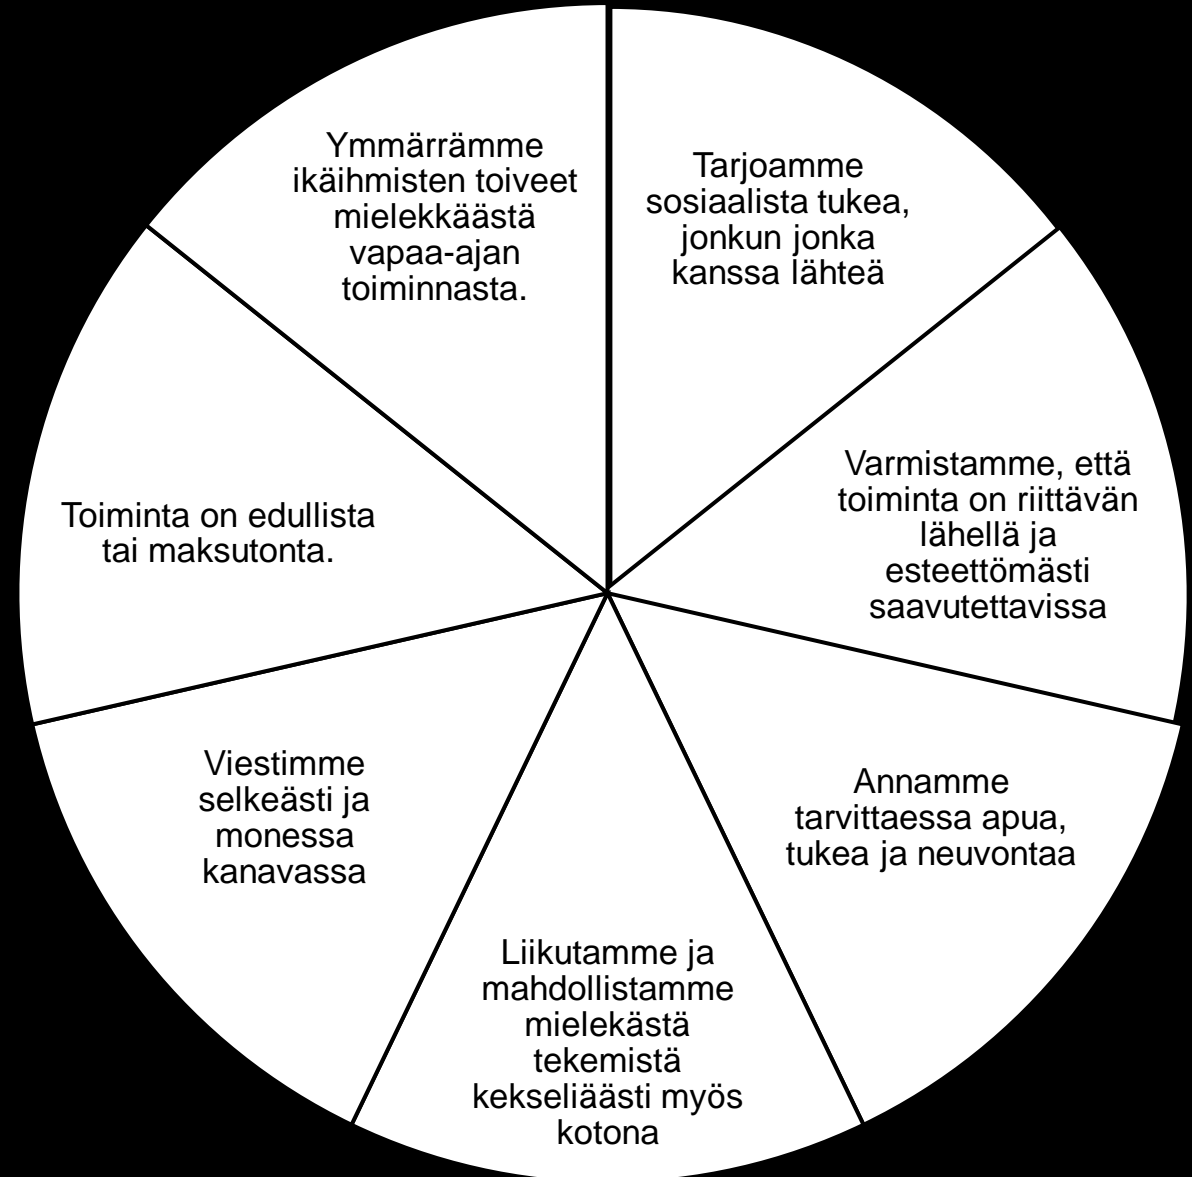 Ymmärrämme
ikäihmisten toiveet
mielekkäästä
vapaa-ajan
toiminnasta.
Tarjoamme
sosiaalista tukea,
jonkun jonka
kanssa lähteä
Varmistamme, että
toiminta on riittävän
lähellä ja
esteettömästi
saavutettavissa
Annamme
tarvittaessa apua,
tukea ja neuvontaa
Liikutamme ja
mahdollistamme
mielekästä
tekemistä
kekseliäästi myös
kotona
Viestimme
selkeästi ja
monessa
kanavassa
Toiminta on edullista
tai maksutonta.